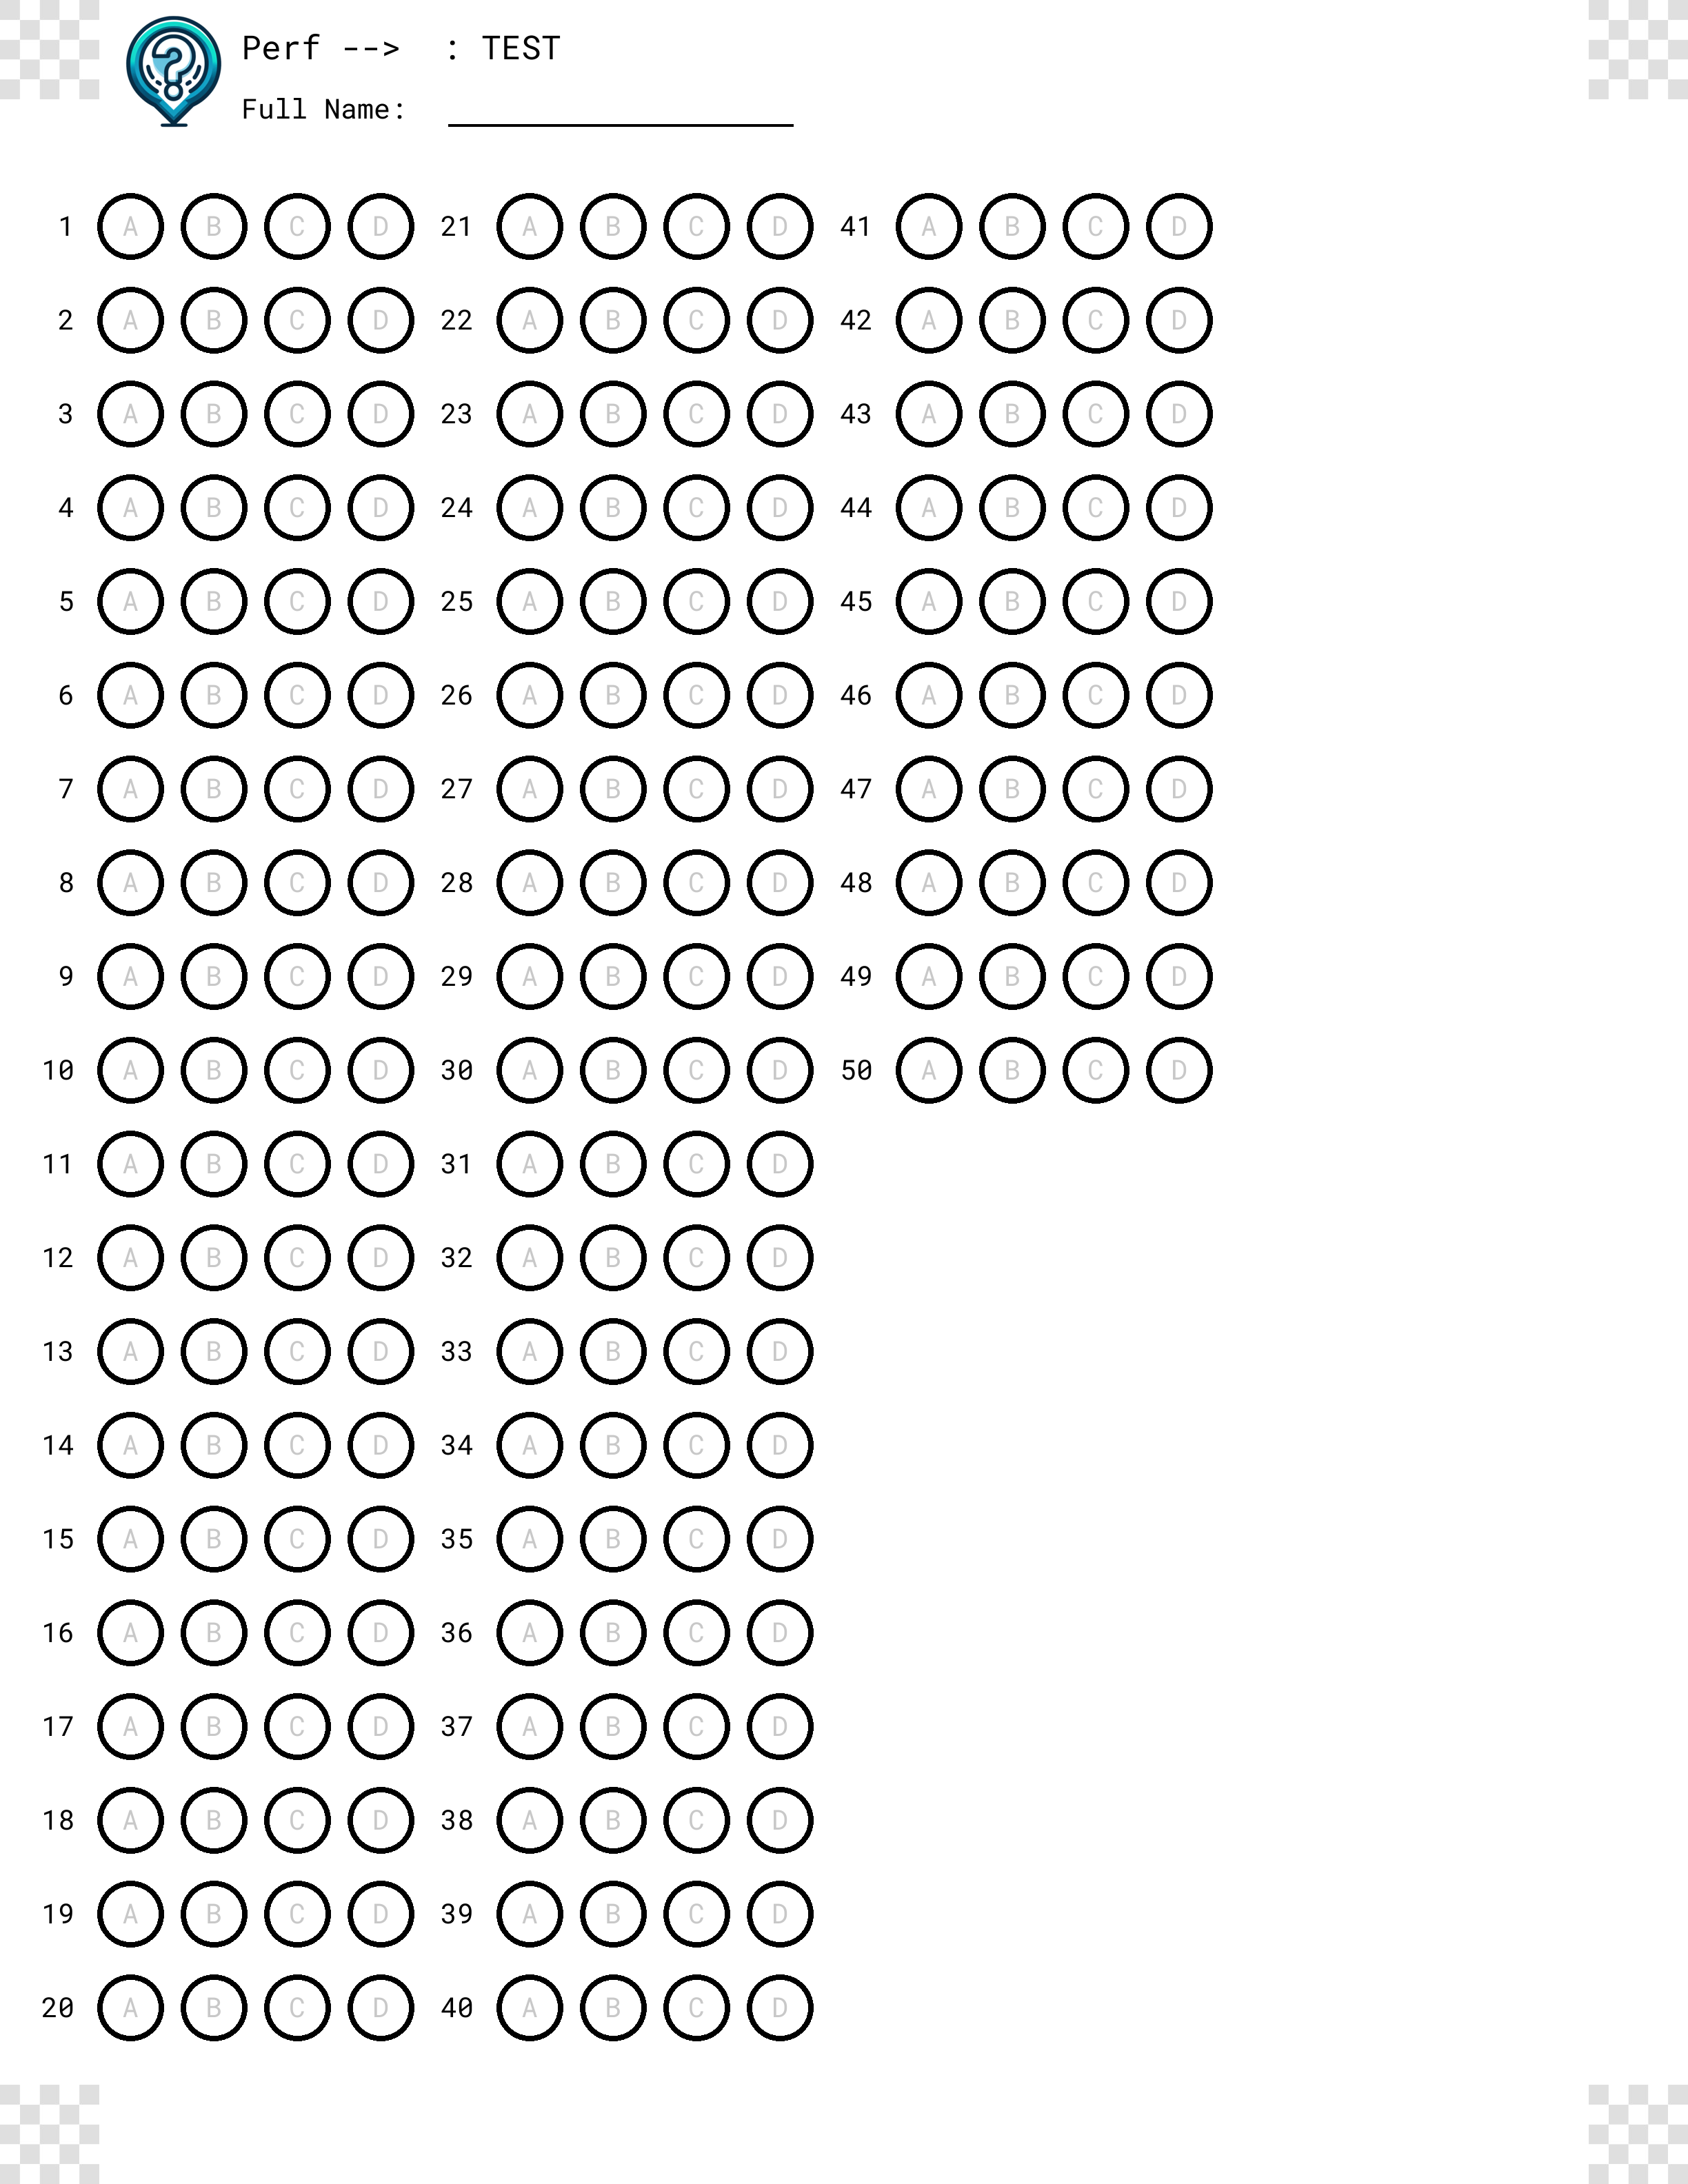 Perf --> : TEST
Full Name:
1 A B C D
2 A B C D
3 A B C D
4 A B C D
5 A B C D
6 A B C D
7 A B C D
8 A B C D
9 A B C D
10 A B C D
11 A B C D
12 A B C D
13 A B C D
14 A B C D
15 A B C D
16 A B C D
17 A B C D
18 A B C D
19 A B C D
20 A B C D
21 A B C D
22 A B C D
23 A B C D
24 A B C D
25 A B C D
26 A B C D
27 A B C D
28 A B C D
29 A B C D
30 A B C D
31 A B C D
32 A B C D
33 A B C D
34 A B C D
35 A B C D
36 A B C D
37 A B C D
38 A B C D
39 A B C D
40 A B C D
41 A B C D
42 A B C D
43 A B C D
44 A B C D
45 A B C D
46 A B C D
47 A B C D
48 A B C D
49 A B C D
50 A B C D